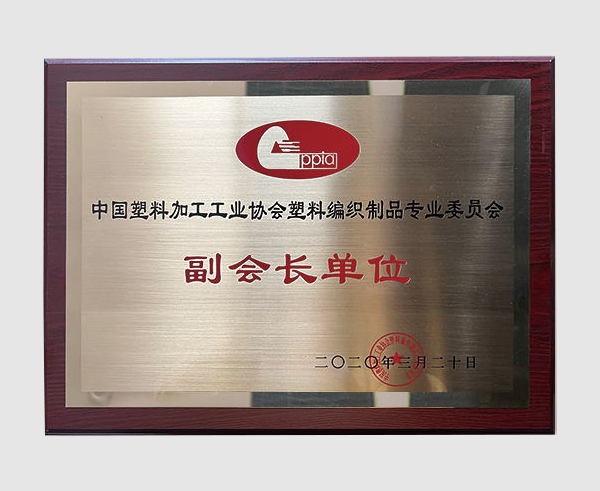 cppia
中国塑料加工工业协会塑料编织制品专业委员会
副会长单位
二〇二〇年三月二十日